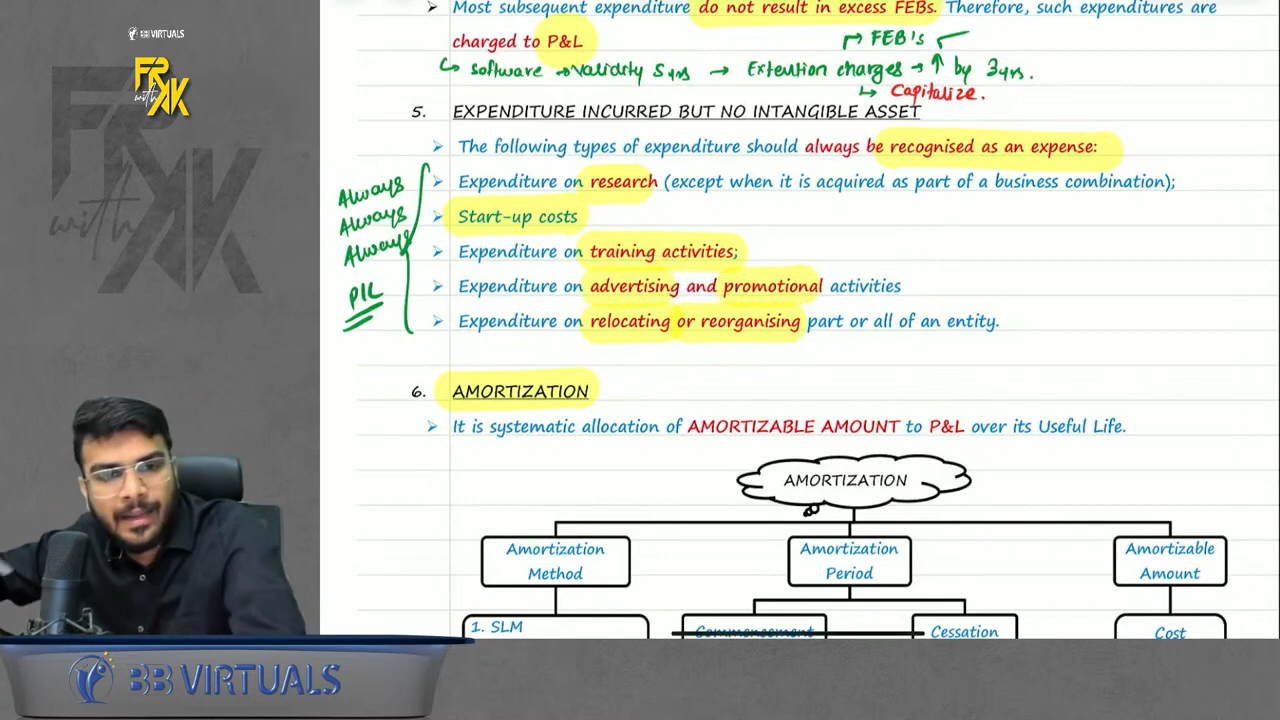 BB VIRTUALS
FR
with
AK
➤ Most subsequent expenditure do not result in excess FEBs. Therefore, such expenditures are
charged to P&L
FEB's
Software → Validity 5 yrs → Extention charges → ↑ by 3 yrs.
Capitalize.
5. EXPENDITURE INCURRED BUT NO INTANGIBLE ASSET
➤ The following types of expenditure should always be recognised as an expense:
➤ Expenditure on research (except when it is acquired as part of a business combination);
➤ Start-up costs
➤ Expenditure on training activities;
➤ Expenditure on advertising and promotional activities
➤ Expenditure on relocating or reorganising part or all of an entity.
Always
Always
Always
P/L
6. AMORTIZATION
➤ It is systematic allocation of AMORTIZABLE AMOUNT to P&L over its Useful Life.
AMORTIZATION
Amortization
Method
Amortization
Period
Amortizable
Amount
1. SLM
Commencement
Cessation
Cost
FR
with
AK
BB VIRTUALS